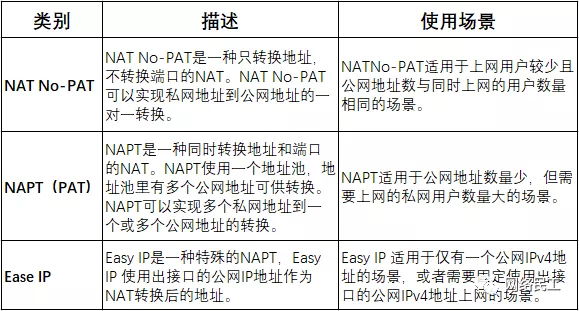 类别
描述
使用场景
NAT No-PAT
NAT No-PAT是一种只转换地址，
不转换端口的NAT。NAT No-PAT
可以实现私网地址到公网地址的一
对一转换。
NATNo-PAT适用于上网用户较少且
公网地址数与同时上网的用户数量
相同的场景。
NAPT（PAT）
NAPT是一种同时转换地址和端口
的NAT。NAPT使用一个地址池，地
址池里有多个公网地址可供转换。
NAPT可以实现多个私网地址到一
个或多个公网地址的转换。
NAPT适用于公网地址数量少，但需
要上网的私网用户数量大的场景。
Ease IP
Easy IP是一种特殊的NAPT，Easy
IP 使用出接口的公网IP地址作为
NAT转换后的地址。
Easy IP 适用于仅有一个公网IPv4地
址的场景，或者需要固定使用出接
口的公网IPv4地址上网的场景。
网络民工